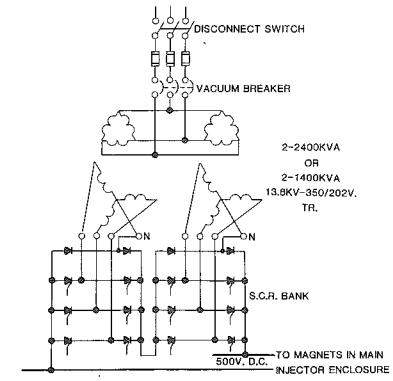 DISCONNECT SWITCH
VACUUM BREAKER
2-2400KVA
OR
2-1400KVA
13.8KV-350/202V.
TR.
N
N
S.C.R. BANK
500V. D.C.
TO MAGNETS IN MAIN
INJECTOR ENCLOSURE